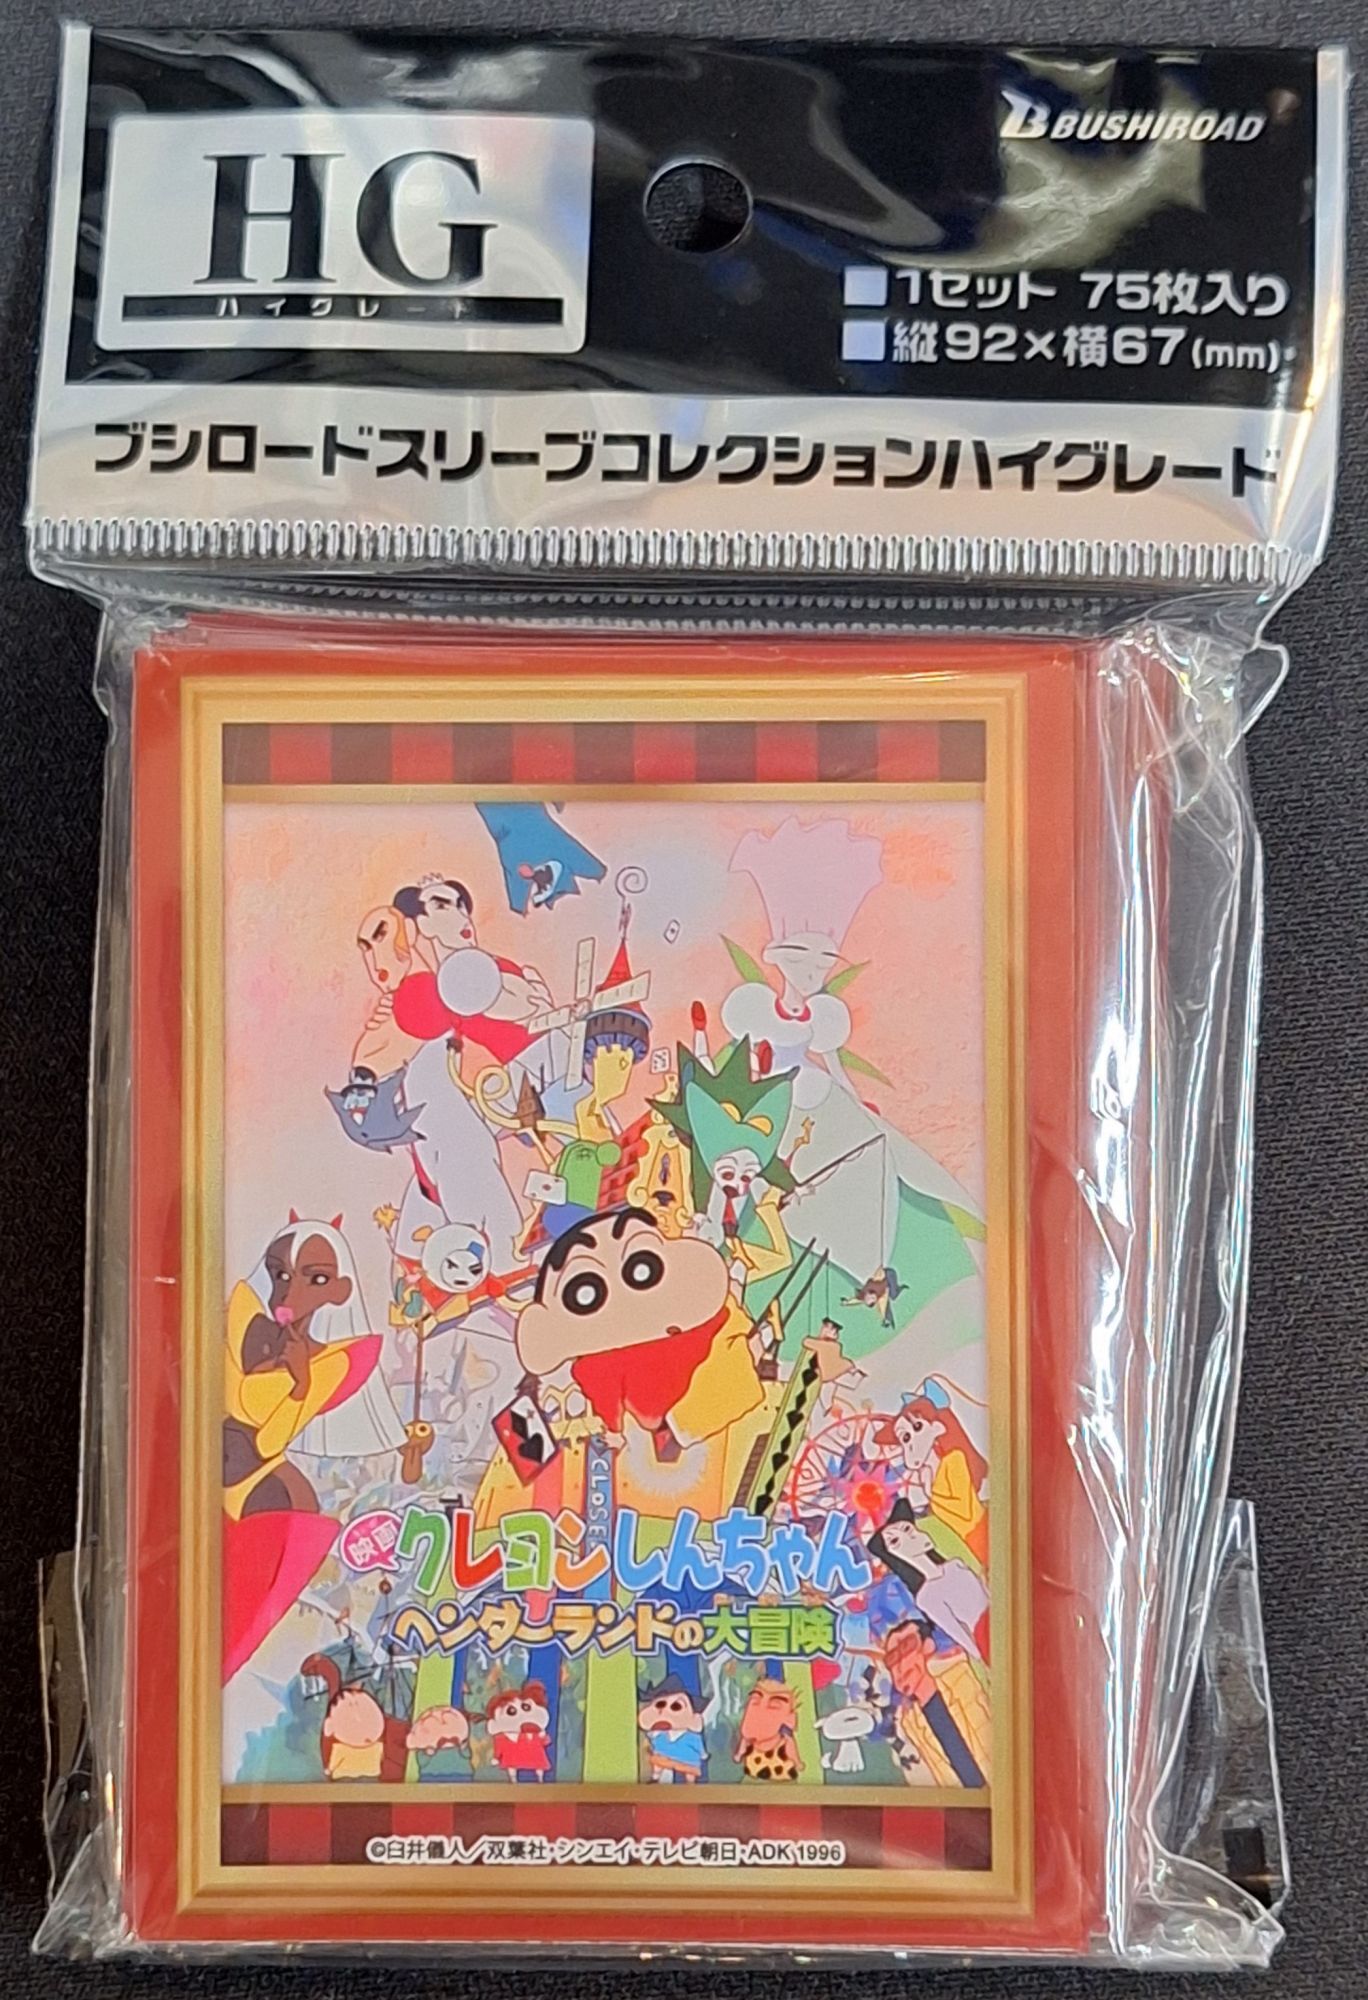 BUSHIROAD
HG
ハイグレード
■1セット 75枚入り
■縦92×横67(mm)
ブシロードスリーブコレクションハイグレード
CLOSE
映画
クレヨンしんちゃん
ヘンダーランドの大冒険
©臼井儀人／双葉社・シンエイ・テレビ朝日・ADK 1996